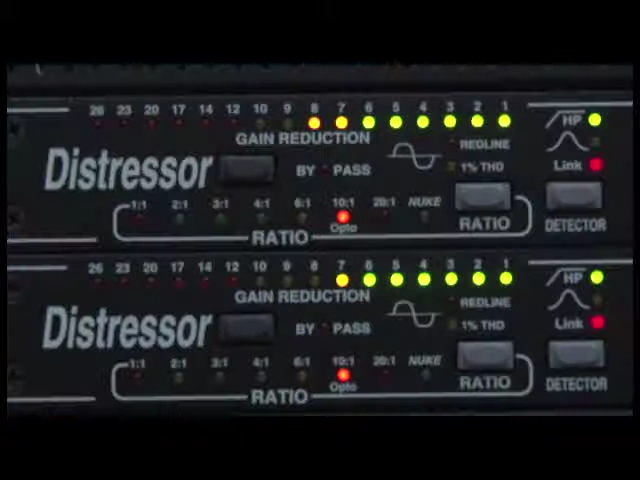 26 23 20 17 14 12 10 9 8 7 6 5 4 3 2 1
HP
GAIN REDUCTION
REDLINE
Distressor
BY PASS
1% THD
Link
1:1 2:1 3:1 4:1 6:1 10:1 20:1 NUKE
Opto
RATIO
DETECTOR
RATIO
26 23 20 17 14 12 10 9 8 7 6 5 4 3 2 1
HP
GAIN REDUCTION
REDLINE
Distressor
BY PASS
1% THD
Link
1:1 2:1 3:1 4:1 6:1 10:1 20:1 NUKE
Opto
RATIO
DETECTOR
RATIO